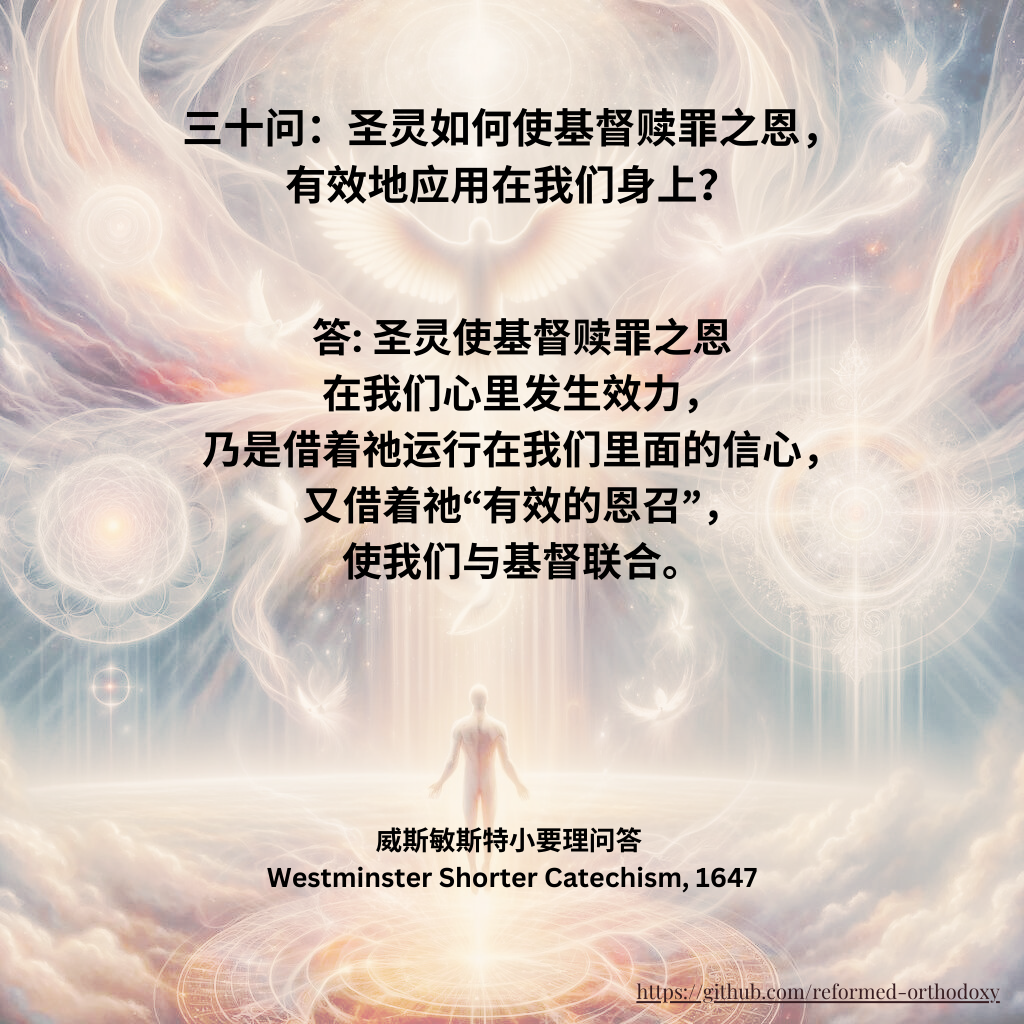 三十问：圣灵如何使基督赎罪之恩，
有效地应用在我们身上？
答: 圣灵使基督赎罪之恩
在我们心里发生效力，
乃是借着祂运行在我们里面的信心，
又借着祂“有效的恩召”，
使我们与基督联合。
威斯敏斯特小要理问答
Westminster Shorter Catechism, 1647
https://github.com/reformed-orthodoxy